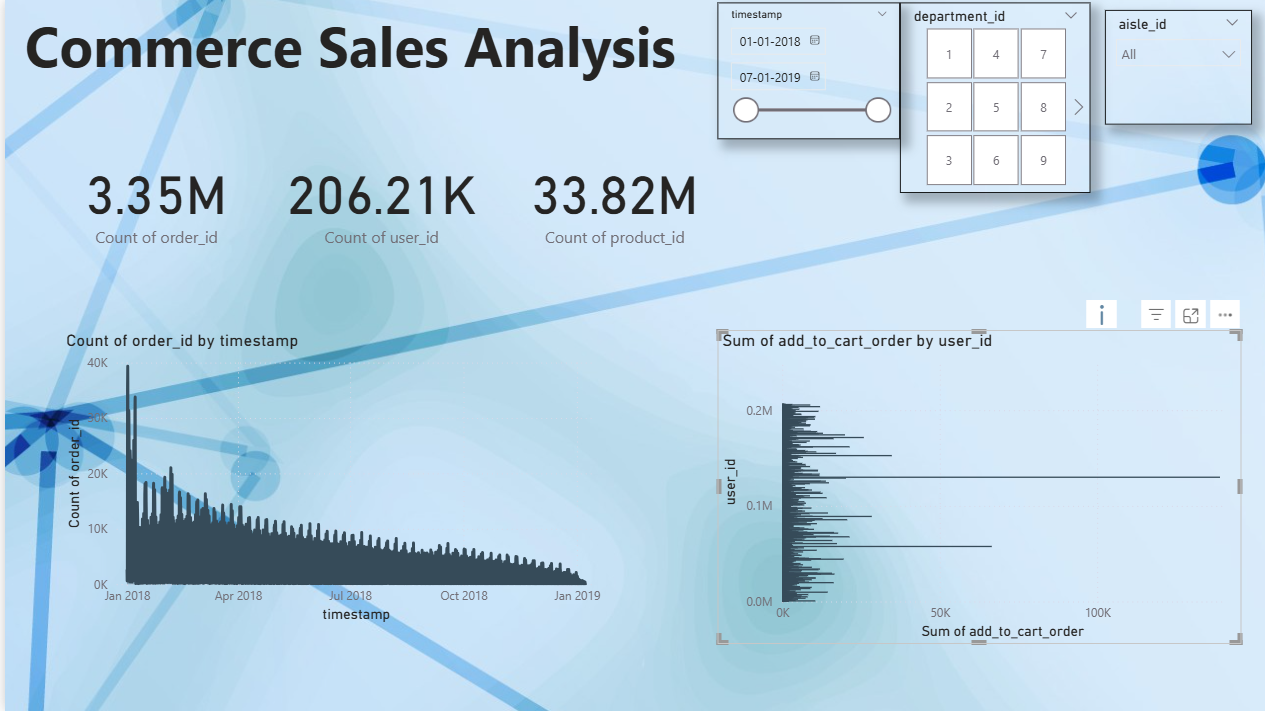 Commerce Sales Analysis
timestamp
01-01-2018
07-01-2019
department_id
1 4 7
2 5 8
3 6 9
aisle_id
All
3.35M
Count of order_id
206.21K
Count of user_id
33.82M
Count of product_id
Count of order_id by timestamp
Count of order_id
40K
30K
20K
10K
0K
Jan 2018 Apr 2018 Jul 2018 Oct 2018 Jan 2019
timestamp
Sum of add_to_cart_order by user_id
user_id
0.2M
0.1M
0.0M
0K 50K 100K
Sum of add_to_cart_order